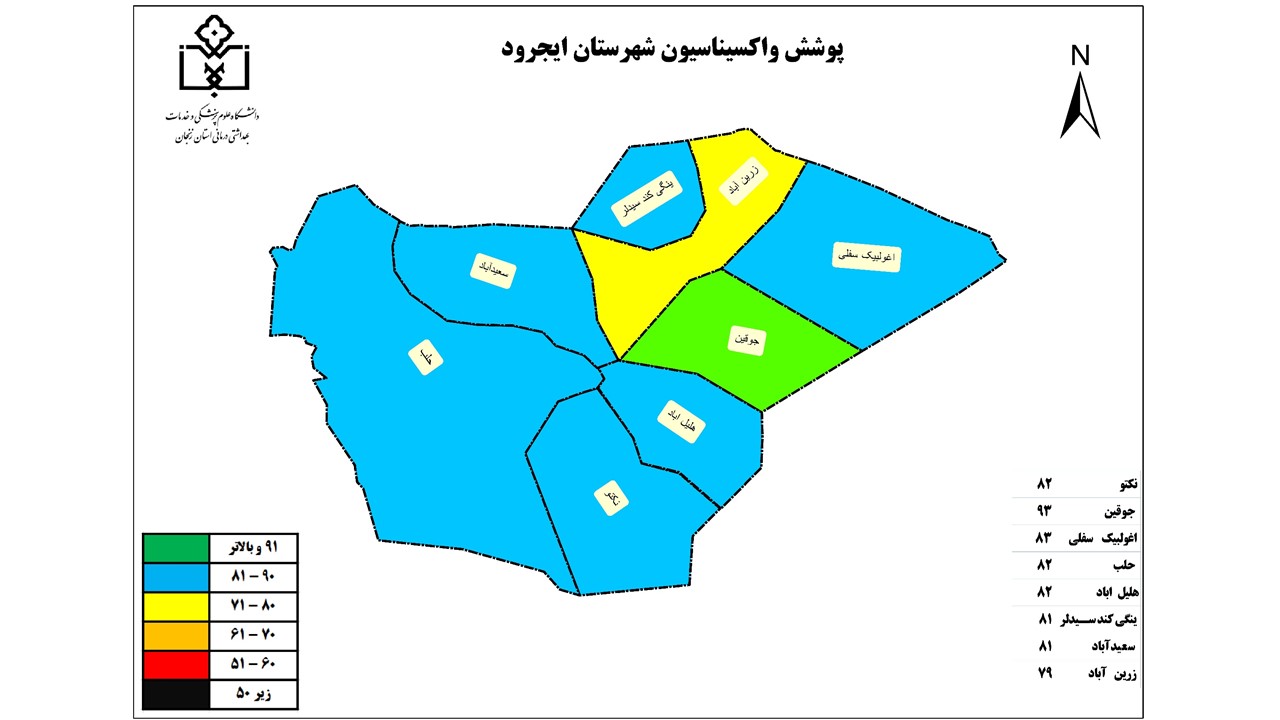 پوشش واکسیناسیون شهرستان ایجرود
N
دانشگاه علوم پزشکی و خدمات
بهداشتی درمانی استان زنجان
زرین اباد
ینگی کند سیدلر
اغولبیک سفلی
سعیدآباد
جوقین
حلب
هلیل اباد
نکتو
نکتو ۸۲
جوقین ۹۳
اغولبیک سفلی ۸۳
حلب ۸۲
هلیل اباد ۸۲
ینگی کند سیدلر ۸۱
سعیدآباد ۸۱
زرین آباد ۷۹
۹۱ و بالاتر
۸۱ – ۹۰
۷۱ – ۸۰
۶۱ – ۷۰
۵۱ – ۶۰
زیر ۵۰